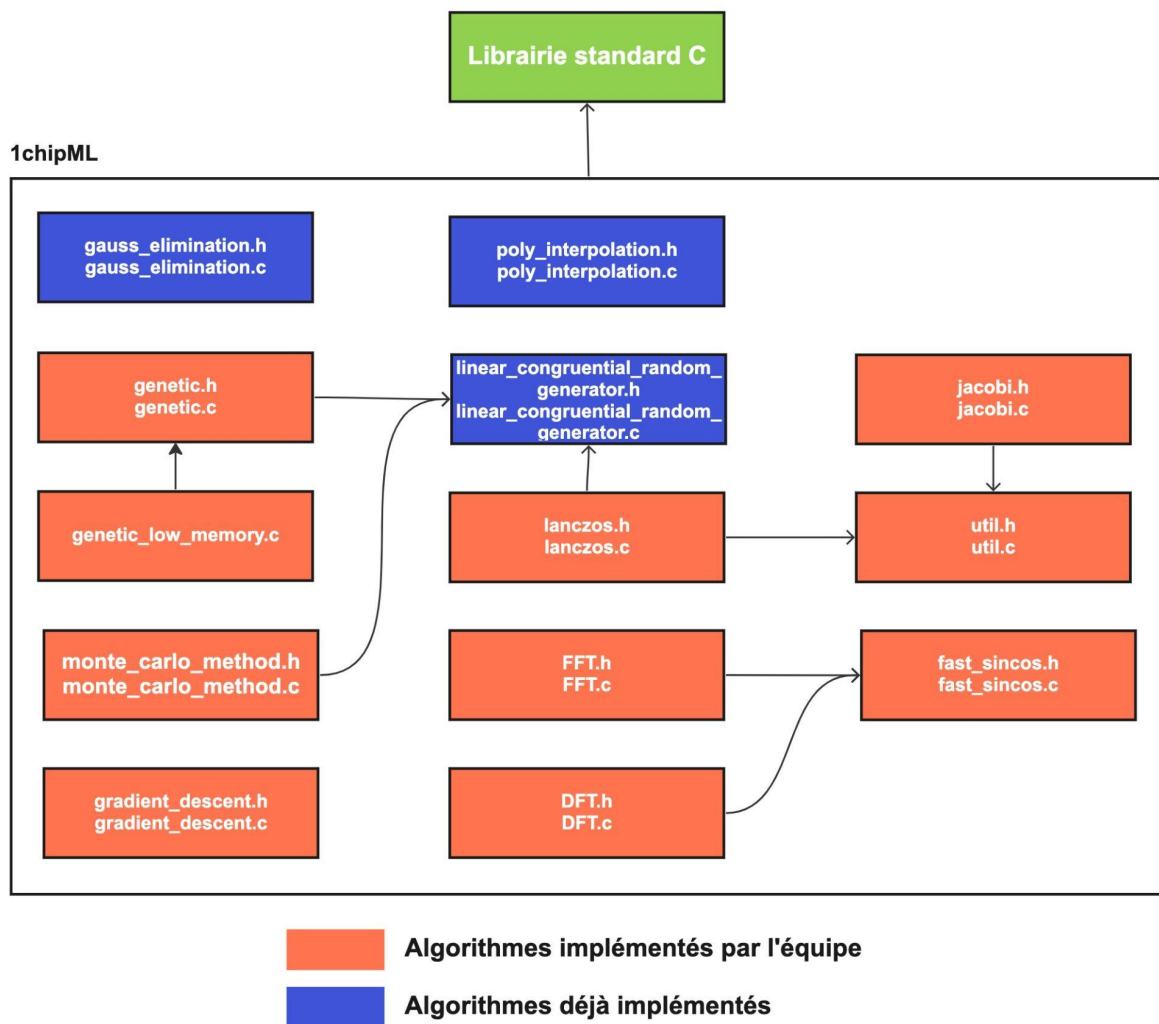 Librairie standard C
1chipML
gauss_elimination.h
gauss_elimination.c
poly_interpolation.h
poly_interpolation.c
genetic.h
genetic.c
linear_congruential_random_
generator.h
linear_congruential_random_
generator.c
jacobi.h
jacobi.c
genetic_low_memory.c
lanczos.h
lanczos.c
util.h
util.c
monte_carlo_method.h
monte_carlo_method.c
FFT.h
FFT.c
fast_sincos.h
fast_sincos.c
gradient_descent.h
gradient_descent.c
DFT.h
DFT.c
Algorithmes implémentés par l'équipe
Algorithmes déjà implémentés